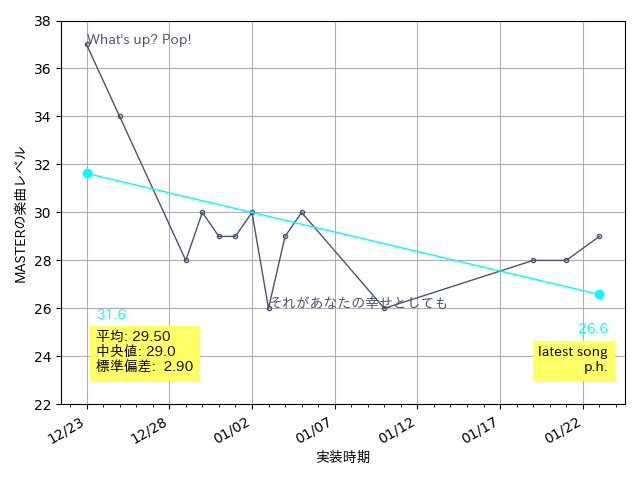 38
36
34
32
30
28
26
24
22
MASTERの楽曲レベル
What's up? Pop!
それがあなたの幸せとしても
31.6
平均: 29.50
中央値: 29.0
標準偏差: 2.90
26.6
latest song
p.h.
12/23
12/28
01/02
01/07
01/12
01/17
01/22
実装時期